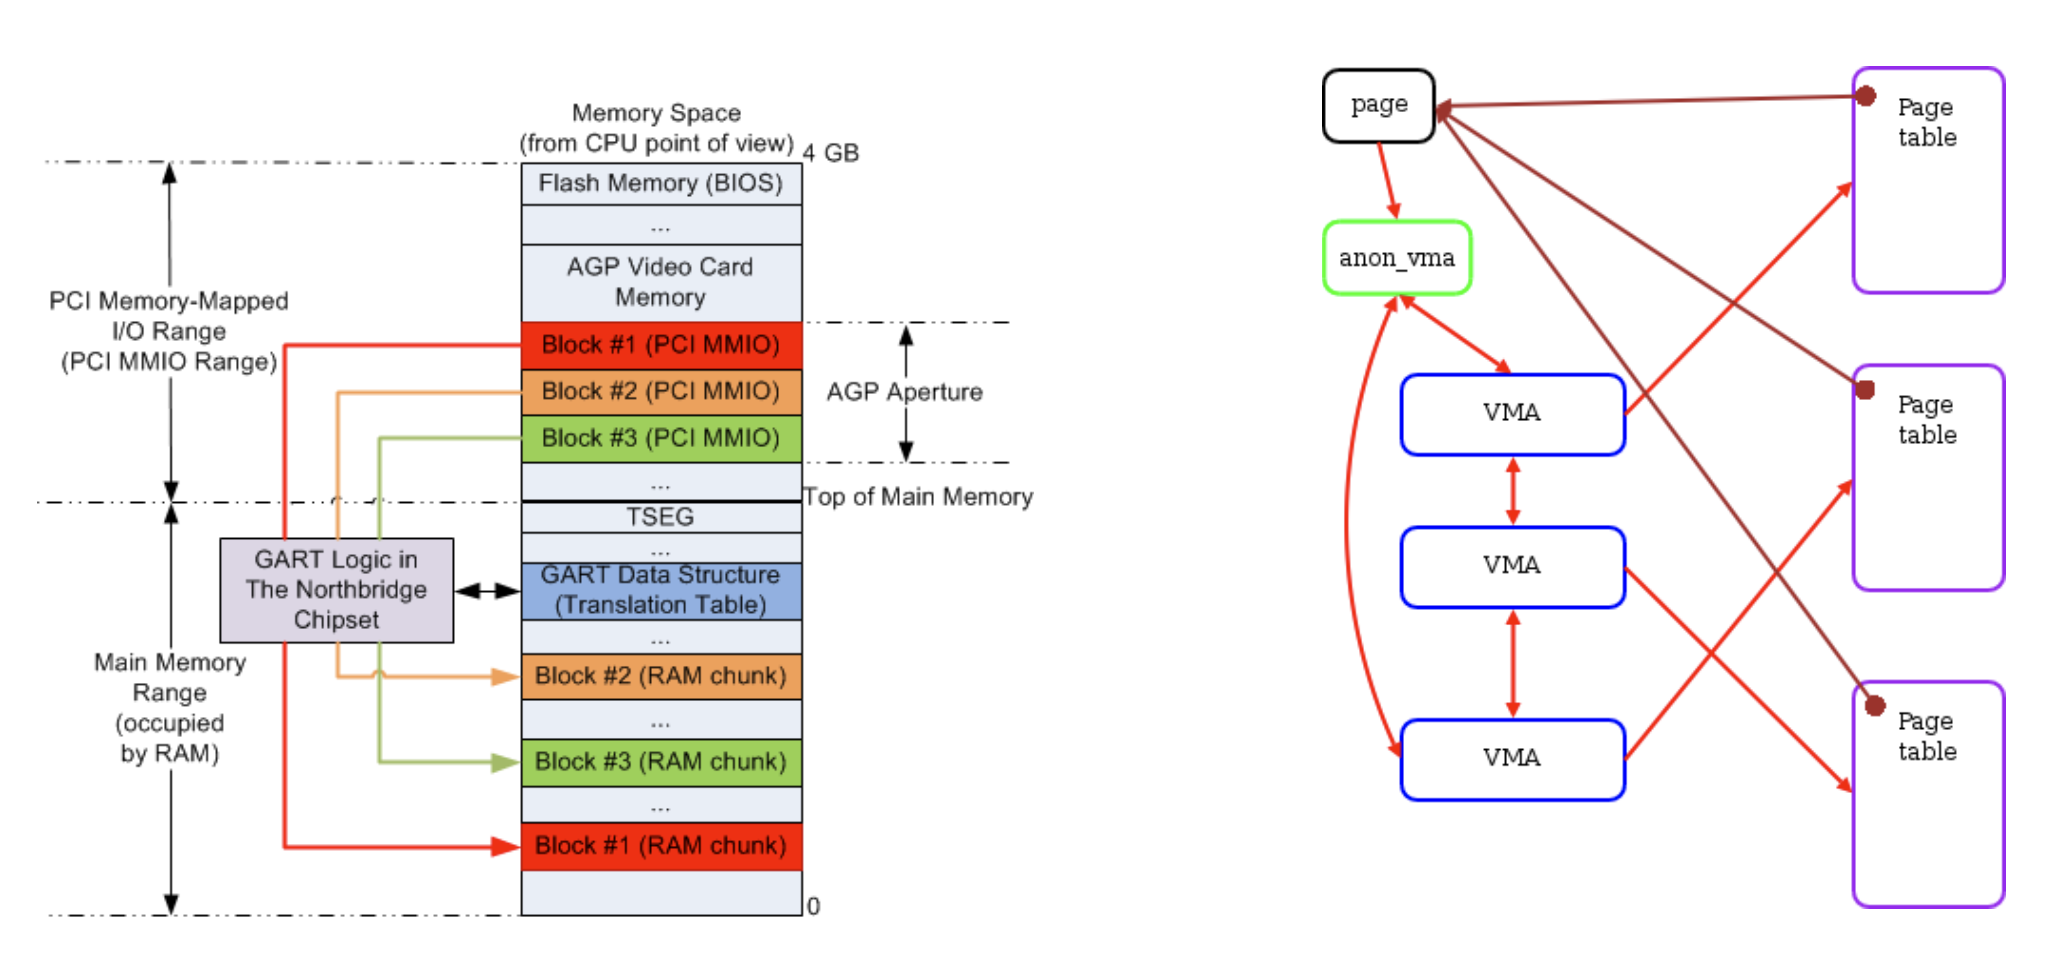 Memory Space
(from CPU point of view)
4 GB
Flash Memory (BIOS)
...
AGP Video Card
Memory
PCI Memory-Mapped
I/O Range
(PCI MMIO Range)
Block #1 (PCI MMIO)
Block #2 (PCI MMIO)
Block #3 (PCI MMIO)
AGP Aperture
...
Top of Main Memory
TSEG
...
GART Logic in
The Northbridge
Chipset
GART Data Structure
(Translation Table)
...
Main Memory
Range
(occupied
by RAM)
Block #2 (RAM chunk)
...
Block #3 (RAM chunk)
...
Block #1 (RAM chunk)
0
page
anon_vma
VMA
VMA
VMA
Page
table
Page
table
Page
table